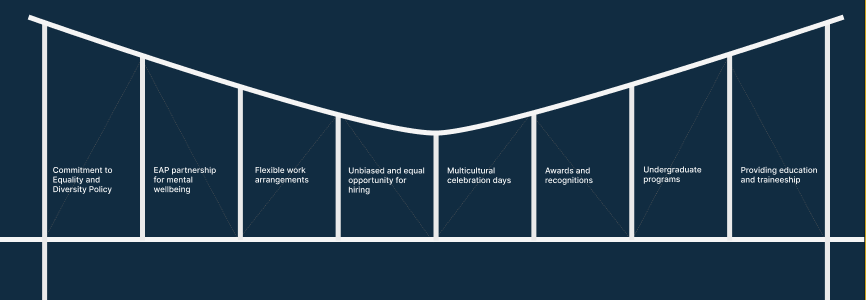 Commitment to
Equality and
Diversity Policy
EAP partnership
for mental
wellbeing
Flexible work
arrangements
Unbiased and equal
opportunity for
hiring
Multicultural
celebration days
Awards and
recognitions
Undergraduate
programs
Providing education
and traineeship